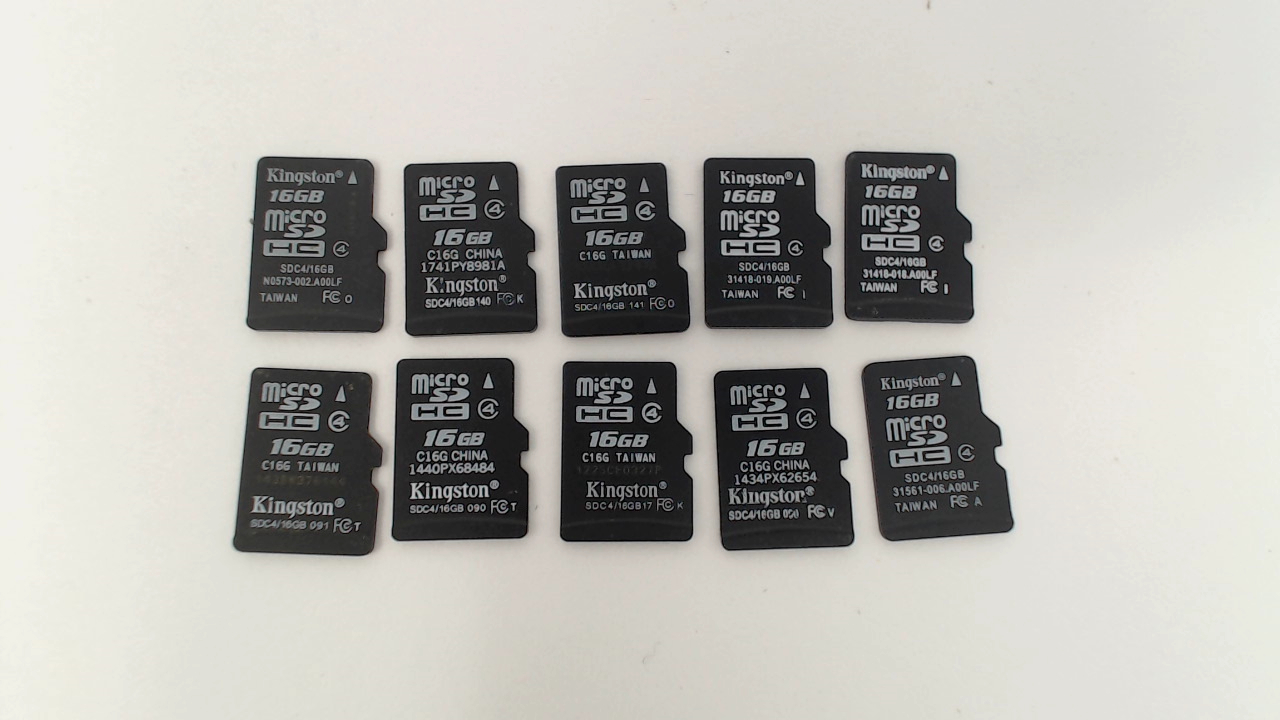 Kingston®
16GB
Micro
SD
HC 4
SDC4/16GB
N0573-002.A00LF
TAIWAN FC O
Micro
SD
HC 4
16GB
C16G CHINA
1741PY8981A
Kingston®
SDC4/16GB 140 FC K
Micro
SD
HC 4
16GB
C16G TAIWAN
Kingston®
SDC4/16GB 141 FC O
Kingston®
16GB
Micro
SD
HC 4
SDC4/16GB
31418-019.A00LF
TAIWAN FC I
Kingston®
16GB
Micro
SD
HC 4
SDC4/16GB
31418-018.A00LF
TAIWAN FC I
Micro
SD
HC 4
16GB
C16G TAIWAN
Kingston®
SDC4/16GB 091 FC T
Micro
SD
HC 4
16GB
C16G CHINA
1440PX68484
Kingston®
SDC4/16GB 090 FC T
Micro
SD
HC 4
16GB
C16G TAIWAN
Kingston®
SDC4/16GB17 FC K
Micro
SD
HC 4
16GB
C16G CHINA
1434PX62654
Kingston®
SDC4/16GB FC V
Kingston®
16GB
Micro
SD
HC 4
SDC4/16GB
31561-006.A00LF
TAIWAN FC A